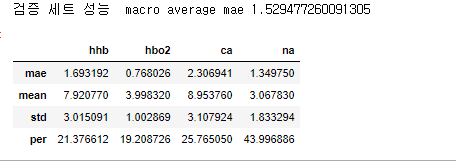 검증 세트 성능 macro average mae 1.529477260091305
hhb hbo2 ca na
mae 1.693192 0.768026 2.306941 1.349750
mean 7.920770 3.998320 8.953760 3.067830
std 3.015091 1.002869 3.107924 1.833294
per 21.376612 19.208726 25.765050 43.996886